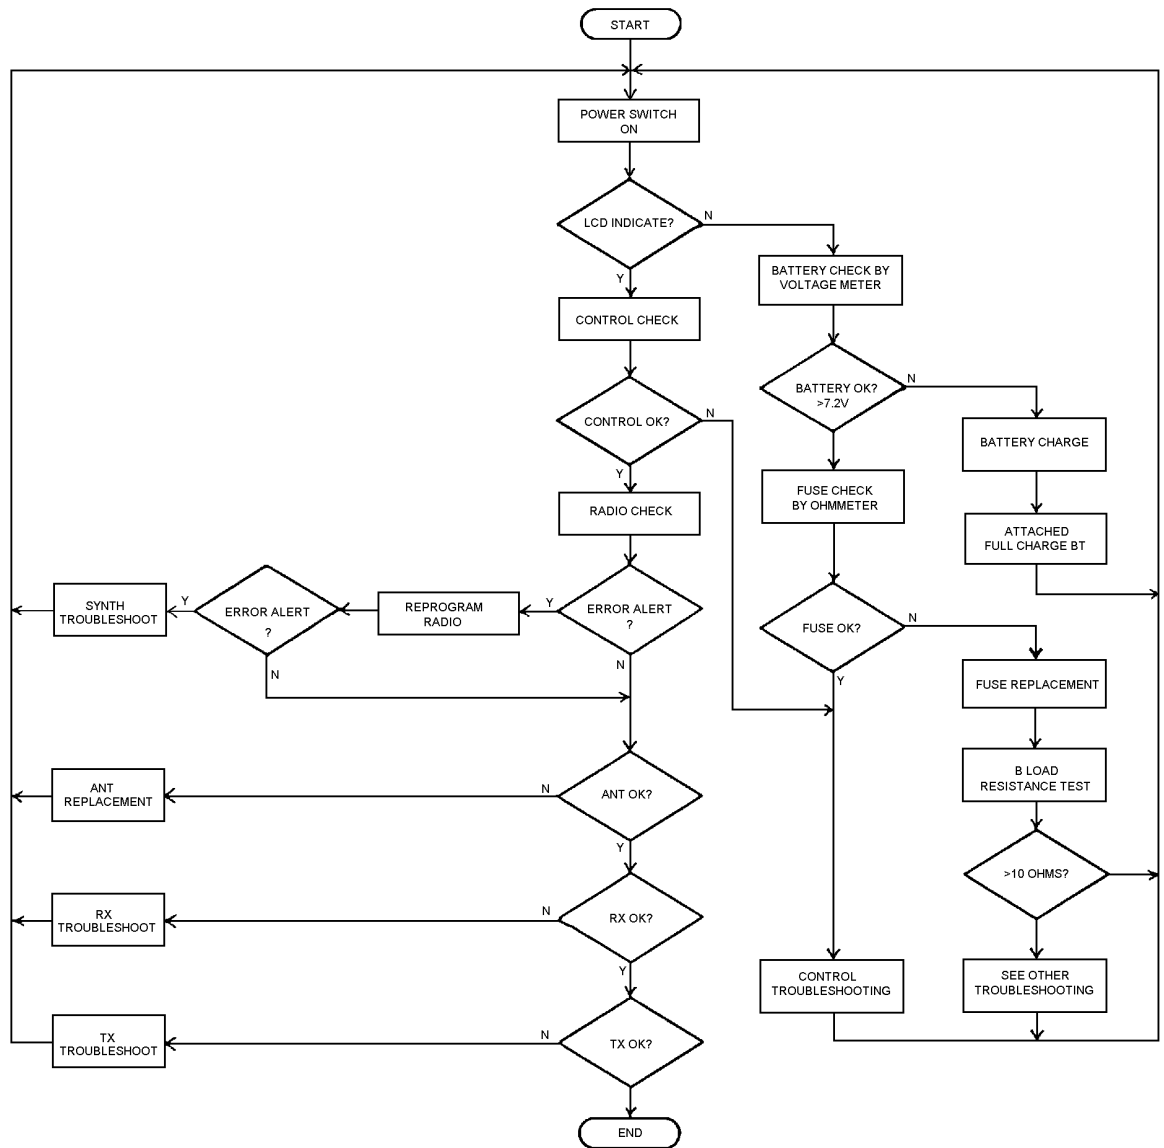 START
POWER SWITCH
ON
LCD INDICATE?
N
Y
BATTERY CHECK BY
VOLTAGE METER
CONTROL CHECK
BATTERY OK?
>7.2V
N
CONTROL OK?
N
Y
BATTERY CHARGE
FUSE CHECK
BY OHMMETER
RADIO CHECK
ATTACHED
FULL CHARGE BT
SYNTH
TROUBLESHOOT
Y
ERROR ALERT
?
N
REPROGRAM
RADIO
Y
ERROR ALERT
?
N
FUSE OK?
N
Y
FUSE REPLACEMENT
B LOAD
RESISTANCE TEST
ANT
REPLACEMENT
N
ANT OK?
Y
>10 OHMS?
RX
TROUBLESHOOT
N
RX OK?
Y
CONTROL
TROUBLESHOOTING
SEE OTHER
TROUBLESHOOTING
TX
TROUBLESHOOT
N
TX OK?
END